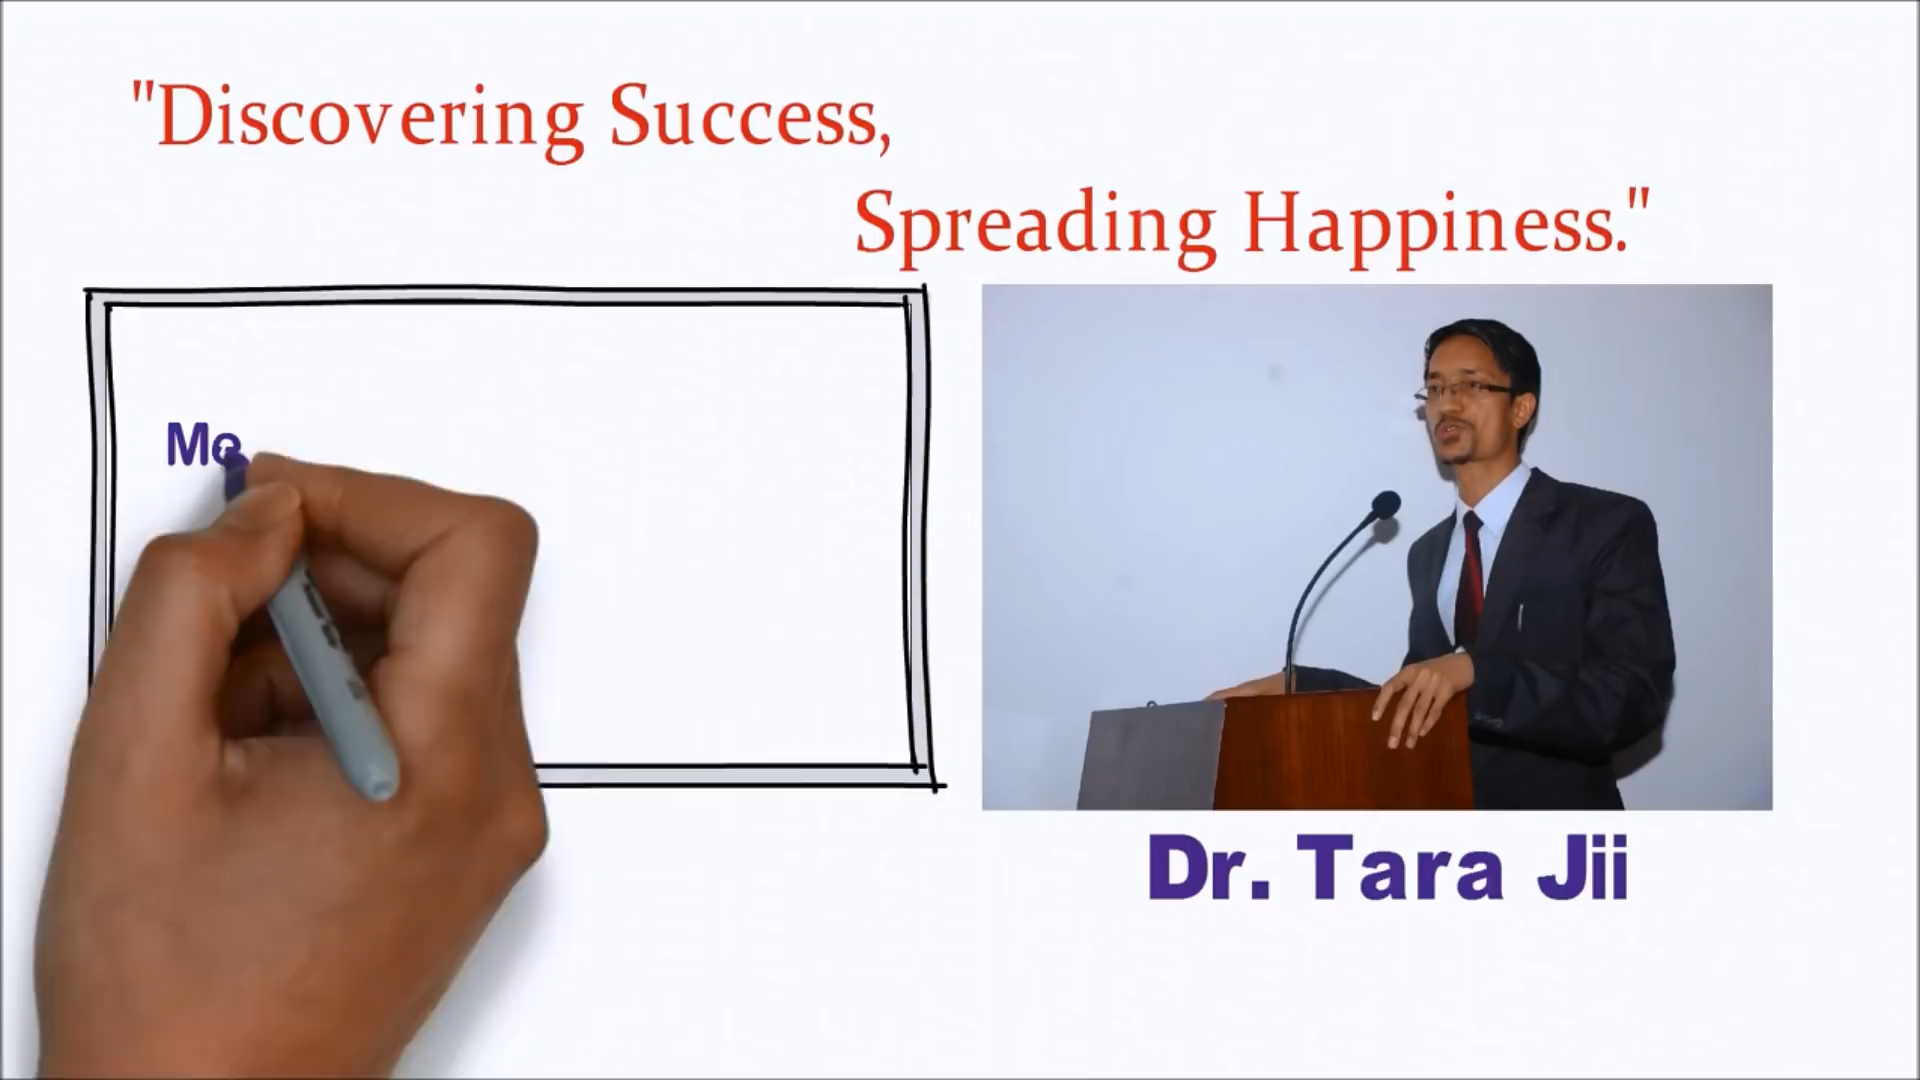 "Discovering Success,
Spreading Happiness."
Me
Dr. Tara Jii